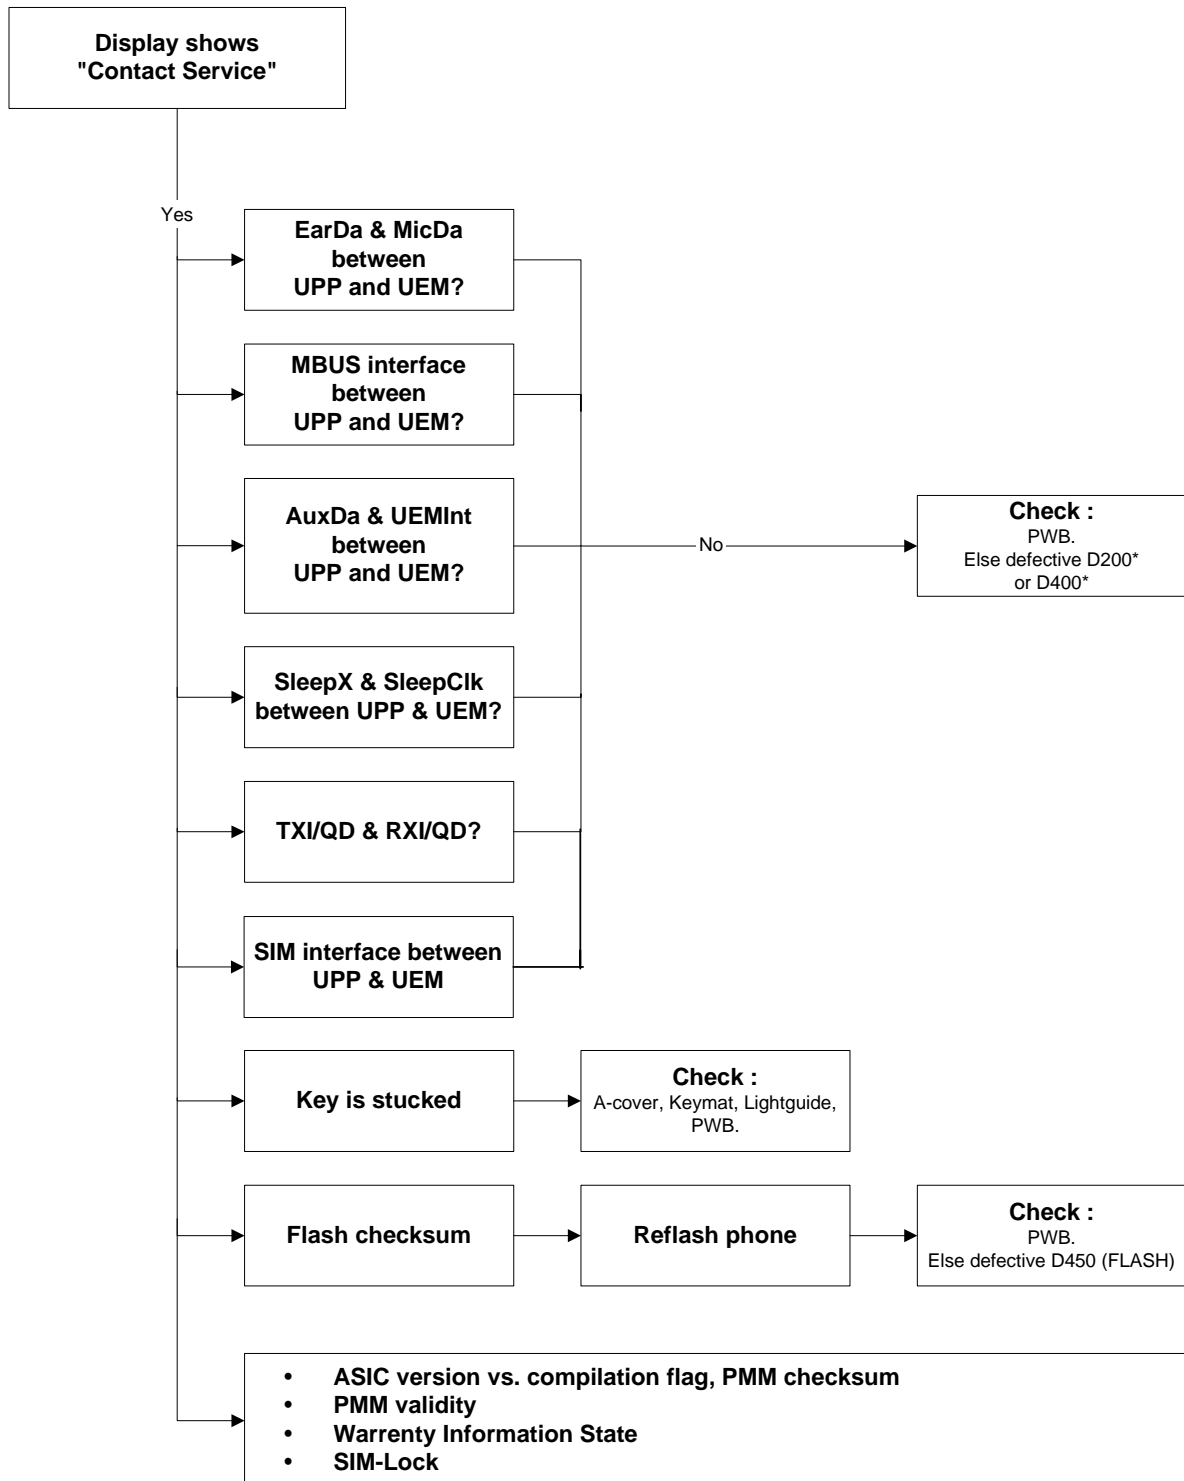 Display shows
"Contact Service"
Yes
EarDa & MicDa
between
UPP and UEM?
MBUS interface
between
UPP and UEM?
AuxDa & UEMInt
between
UPP and UEM?
No
Check :
PWB.
Else defective D200*
or D400*
SleepX & SleepClk
between UPP & UEM?
TXI/QD & RXI/QD?
SIM interface between
UPP & UEM
Key is stucked
Check :
A-cover, Keymat, Lightguide,
PWB.
Flash checksum
Reflash phone
Check :
PWB.
Else defective D450 (FLASH)
• ASIC version vs. compilation flag, PMM checksum
• PMM validity
• Warrenty Information State
• SIM-Lock